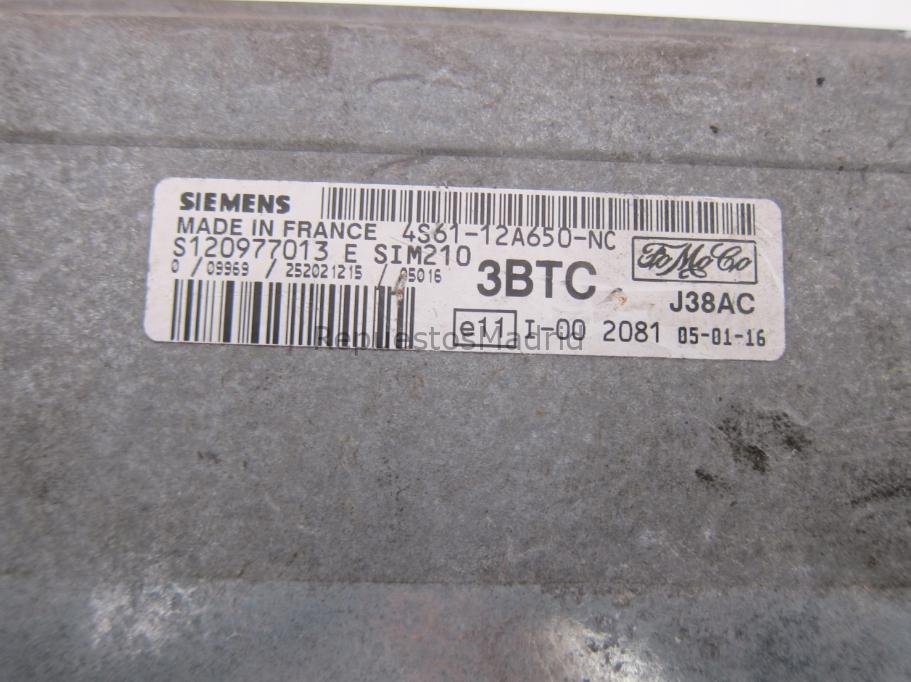 SIEMENS
MADE IN FRANCE 4S61-12A650-NC
S120977013 E SIM210
FoMoCo
0 / 09969 / 252021215 / 05016
3BTC
J38AC
e11 I-00 2081 05-01-16
RepuestosMadrid